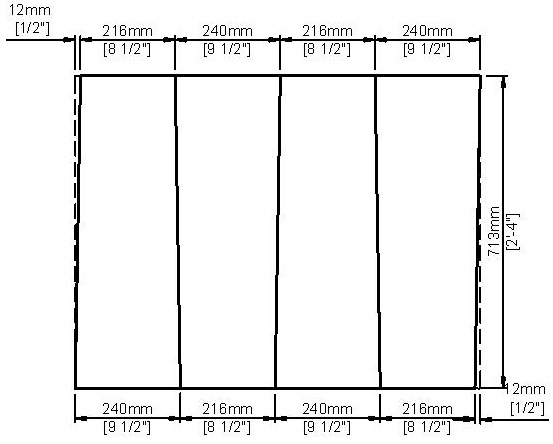 12mm
[1/2"]
216mm
[8 1/2"]
240mm
[9 1/2"]
216mm
[8 1/2"]
240mm
[9 1/2"]
713mm
[2'-4"]
12mm
[1/2"]
240mm
[9 1/2"]
216mm
[8 1/2"]
240mm
[9 1/2"]
216mm
[8 1/2"]